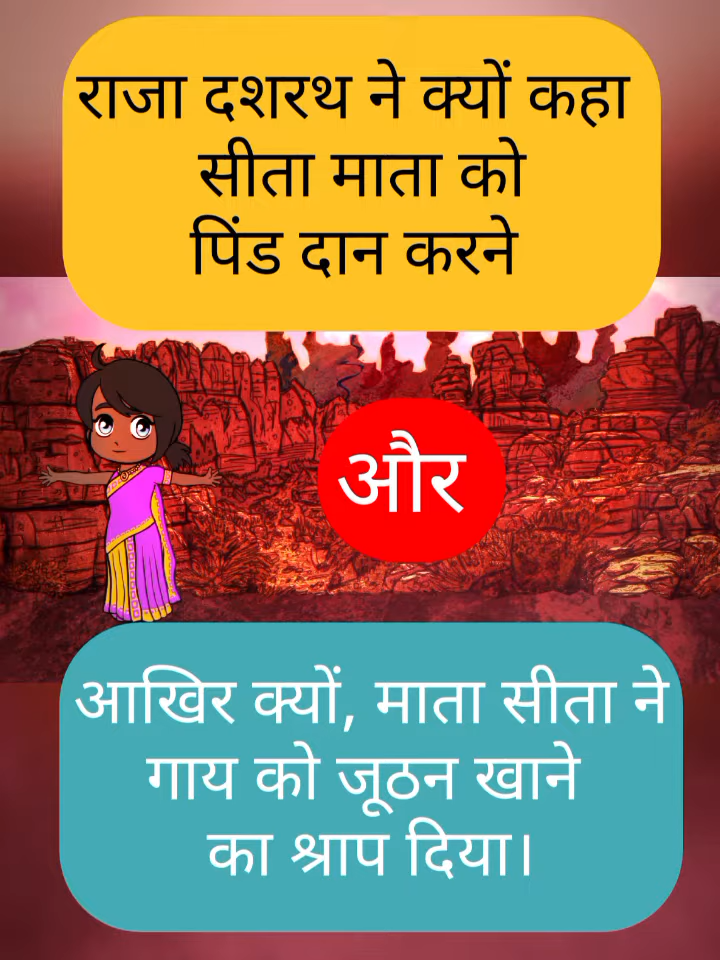 राजा दशरथ ने क्यों कहा
सीता माता को
पिंड दान करने
और
आखिर क्यों, माता सीता ने
गाय को जूठन खाने
का श्राप दिया।